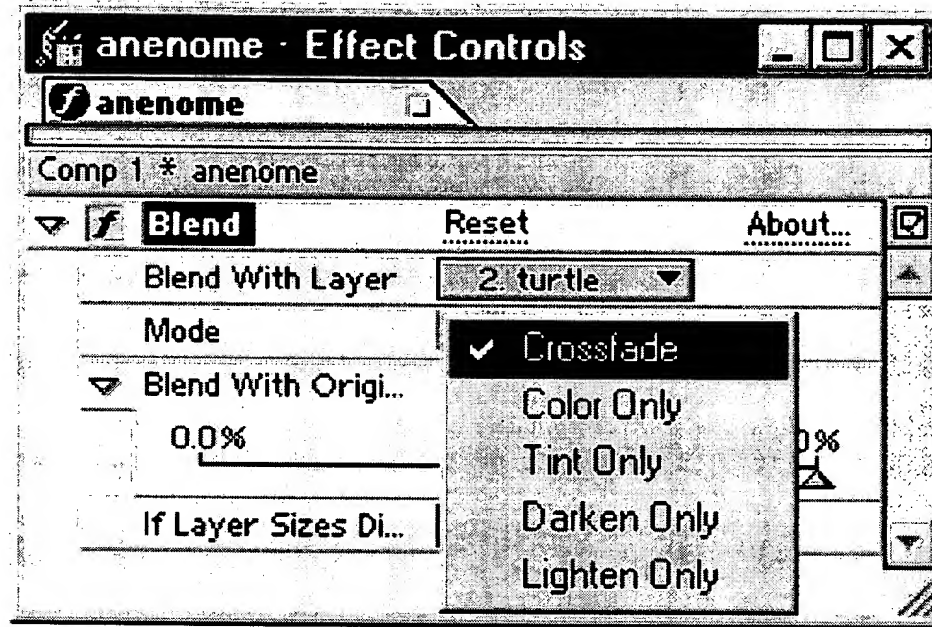 anenome · Effect Controls
anenome
Comp 1 * anenome
Blend Reset About...
Blend With Layer 2. turtle
Mode
Crossfade
Blend With Origi...
Color Only
0.0% 0%
Tint Only
If Layer Sizes Di...
Darken Only
Lighten Only